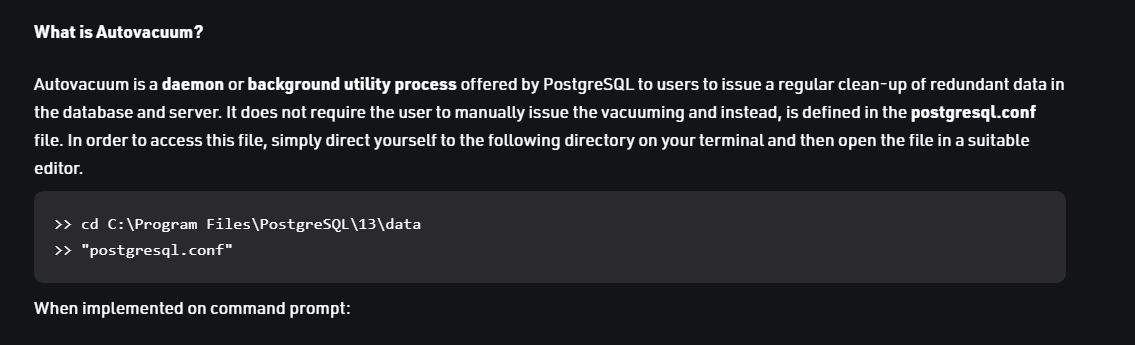 What is Autovacuum?
Autovacuum is a daemon or background utility process offered by PostgreSQL to users to issue a regular clean-up of redundant data in
the database and server. It does not require the user to manually issue the vacuuming and instead, is defined in the postgresql.conf
file. In order to access this file, simply direct yourself to the following directory on your terminal and then open the file in a suitable
editor.
>> cd C:\Program Files\PostgreSQL\13\data
>> "postgresql.conf"
When implemented on command prompt: